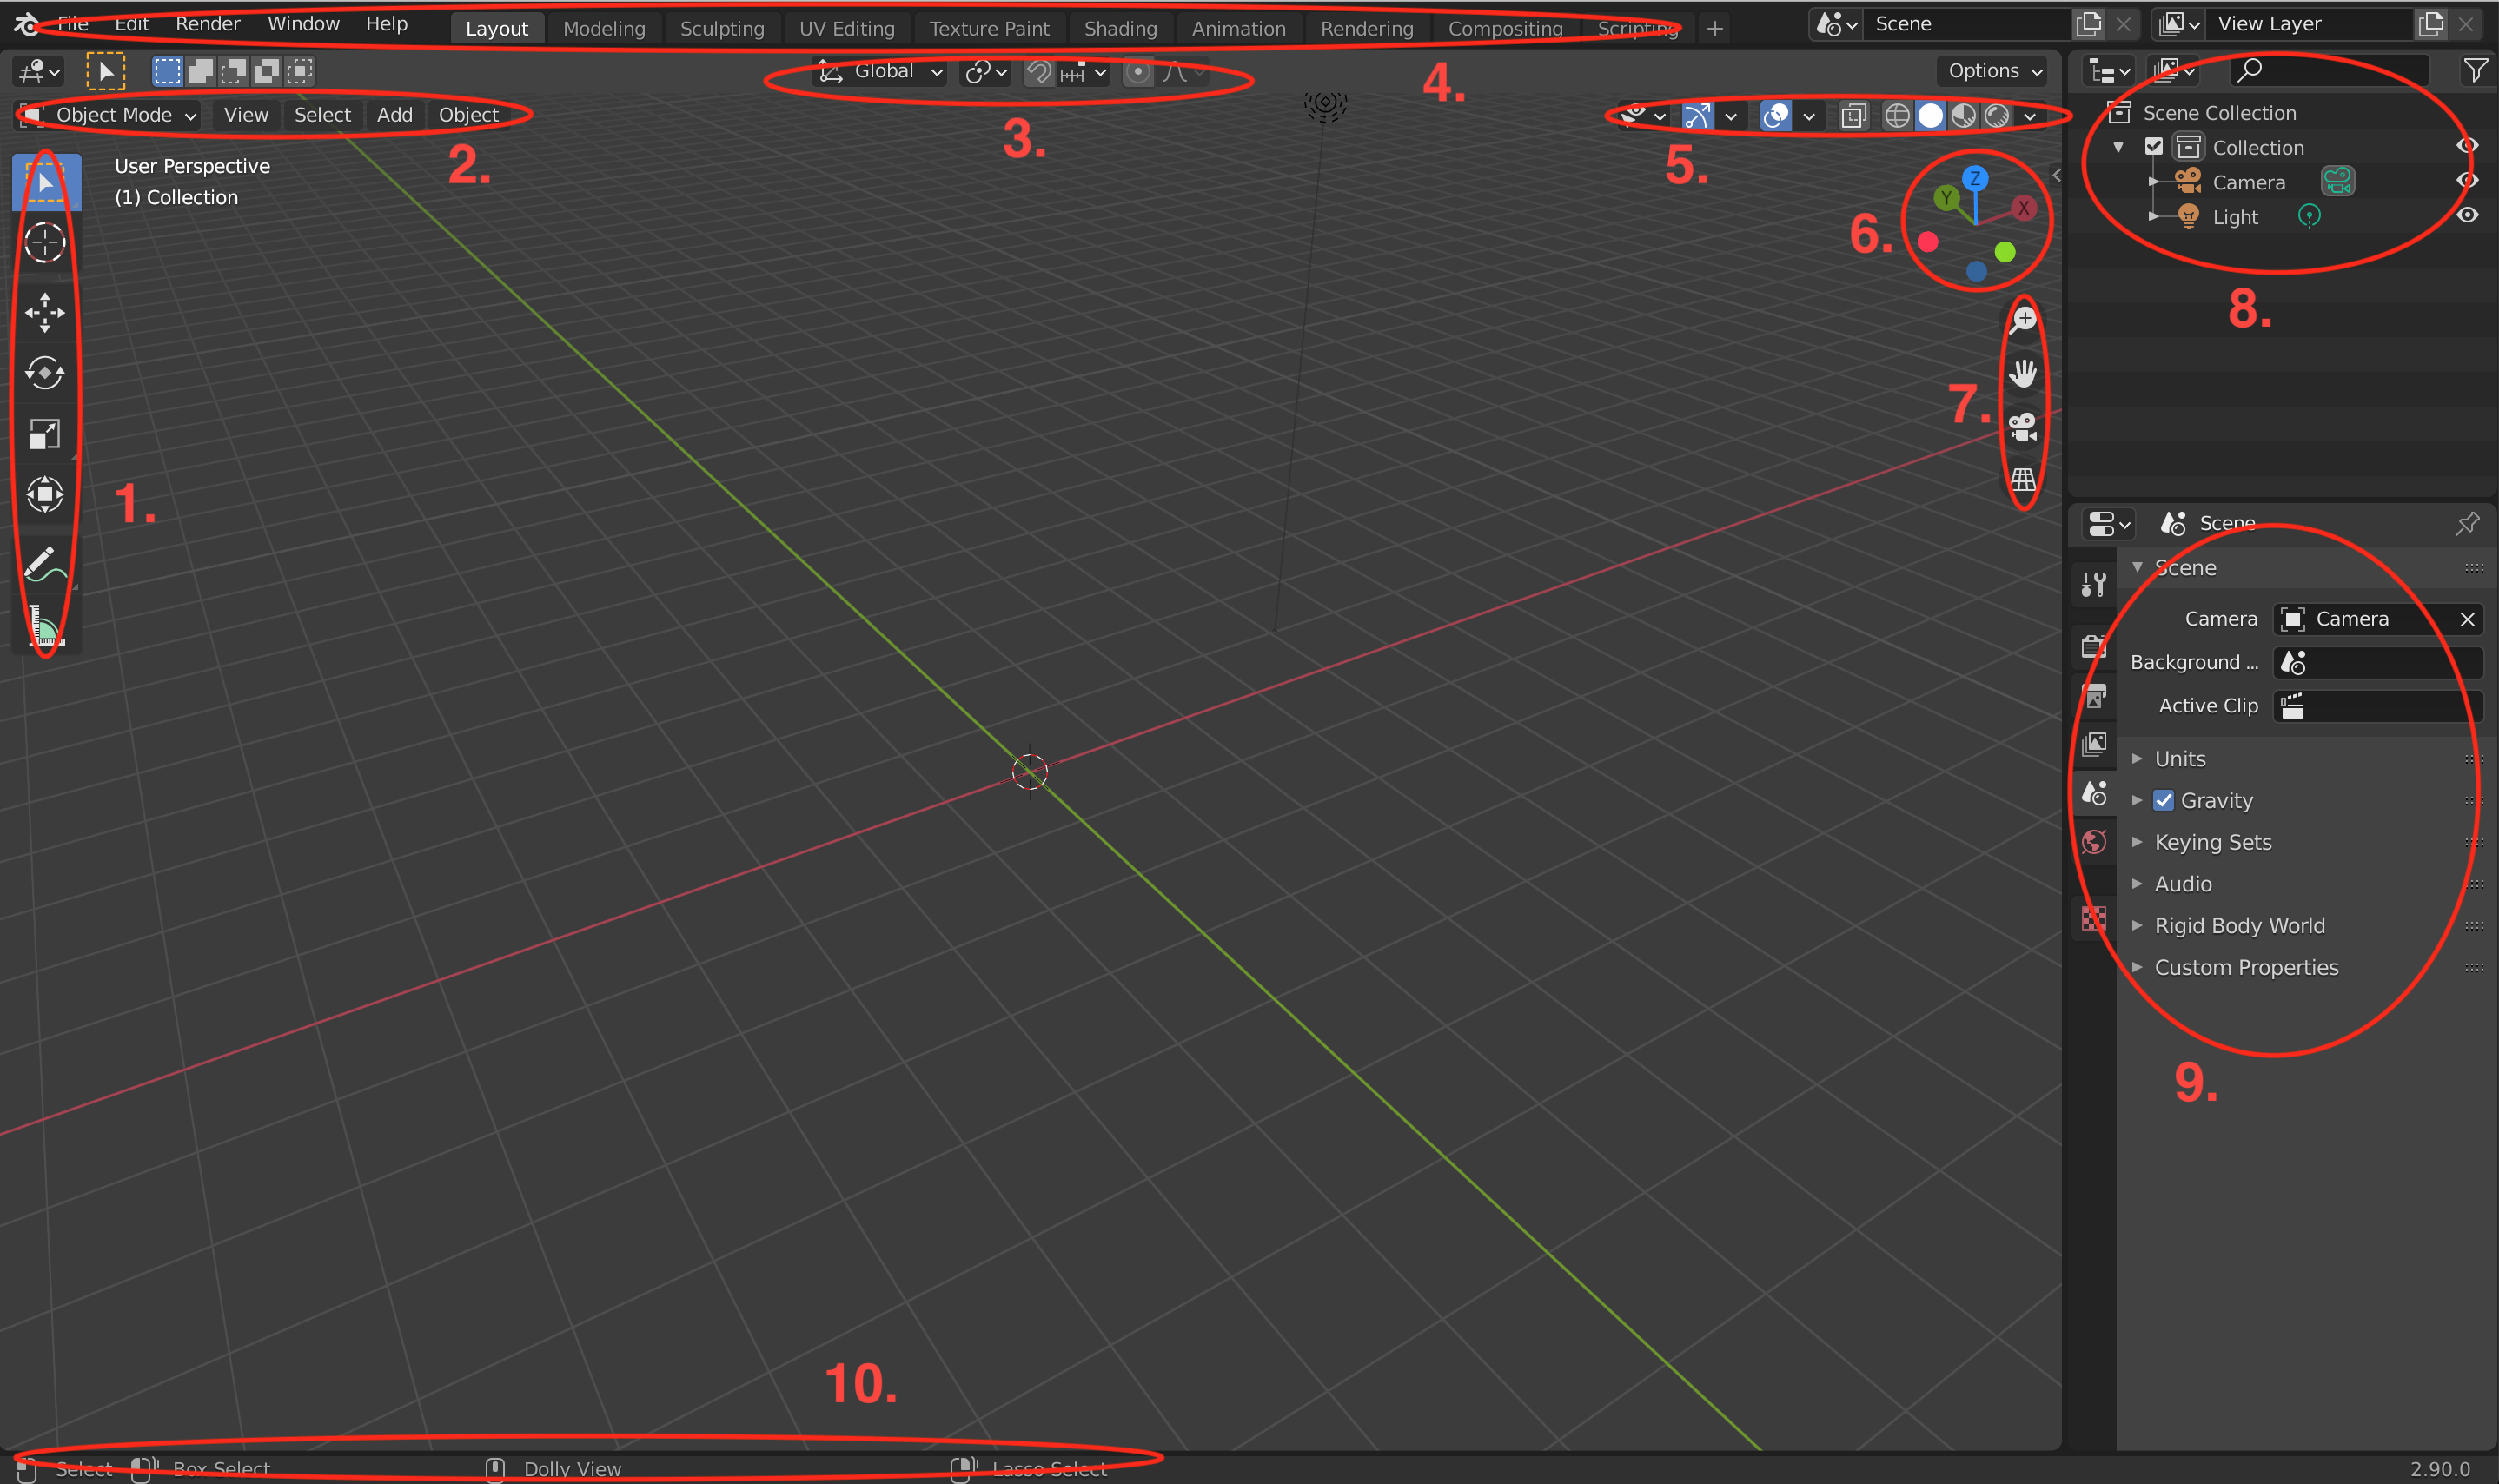 File Edit Render Window Help Layout Modeling Sculpting UV Editing Texture Paint Shading Animation Rendering Compositing Scripting + Scene View Layer
Global Options
4.
Object Mode View Select Add Object
Scene Collection
3.
Collection
2.
5.
User Perspective
Z
Camera
(1) Collection
Y
X
Light
6.
8.
7.
1.
Scene
Scene
Camera Camera
Background ...
Active Clip
Units
Gravity
Keying Sets
Audio
Rigid Body World
Custom Properties
9.
10.
Select Box Select Dolly View Lasso Select 2.90.0